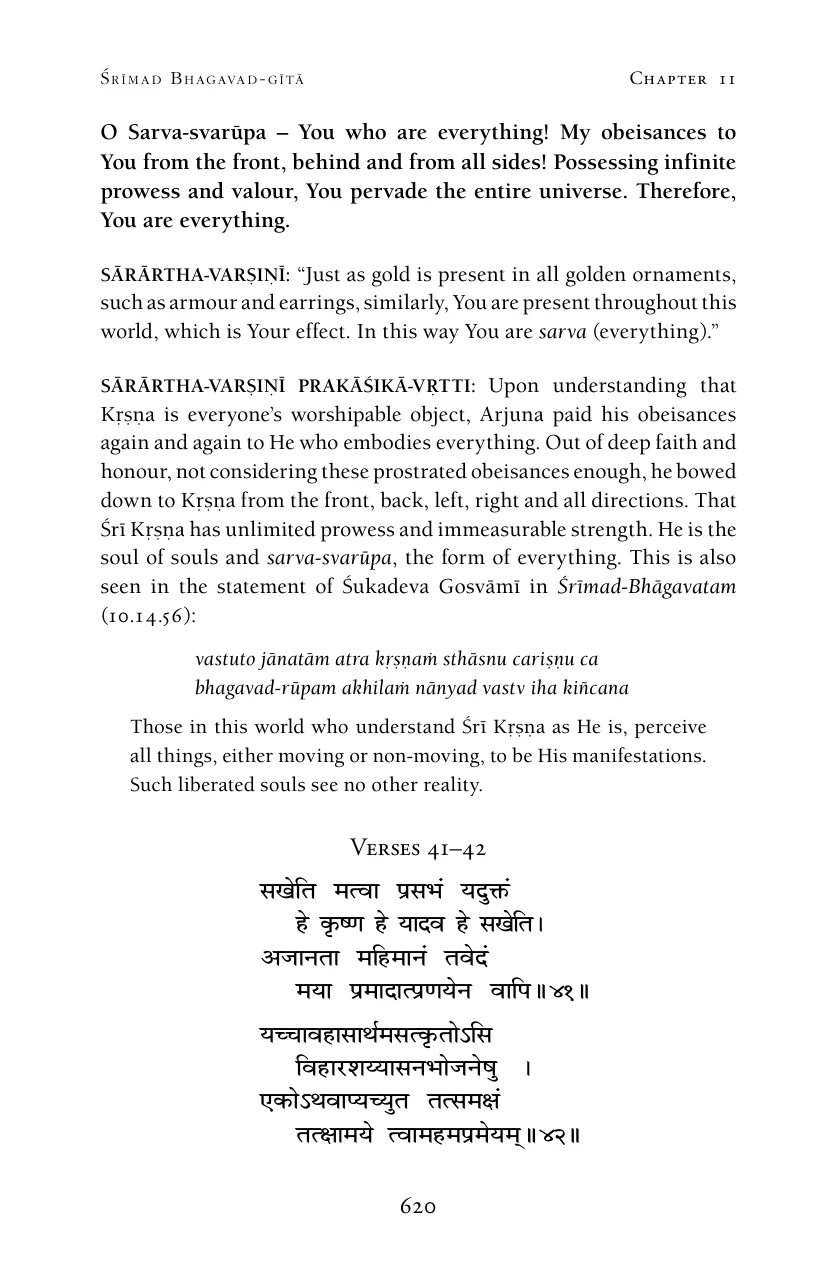 Śrīmad Bhagavad-gītā Chapter 11
O Sarva-svarūpa – You who are everything! My obeisances to
You from the front, behind and from all sides! Possessing infinite
prowess and valour, You pervade the entire universe. Therefore,
You are everything.
SĀRĀRTHA-VARṢIṆĪ: “Just as gold is present in all golden ornaments,
such as armour and earrings, similarly, You are present throughout this
world, which is Your effect. In this way You are sarva (everything).”
SĀRĀRTHA-VARṢIṆĪ PRAKĀŚIKĀ-VṚTTI: Upon understanding that
Kṛṣṇa is everyone’s worshipable object, Arjuna paid his obeisances
again and again to He who embodies everything. Out of deep faith and
honour, not considering these prostrated obeisances enough, he bowed
down to Kṛṣṇa from the front, back, left, right and all directions. That
Śrī Kṛṣṇa has unlimited prowess and immeasurable strength. He is the
soul of souls and sarva-svarūpa, the form of everything. This is also
seen in the statement of Śukadeva Gosvāmī in Śrīmad-Bhāgavatam
(10.14.56):
vastuto jānatām atra kṛṣṇaṁ sthāsnu cariṣṇu ca
bhagavad-rūpam akhilaṁ nānyad vastv iha kiñcana
Those in this world who understand Śrī Kṛṣṇa as He is, perceive
all things, either moving or non-moving, to be His manifestations.
Such liberated souls see no other reality.
Verses 41–42
सखेति मत्वा प्रसभं यदुक्तं
हे कृष्ण हे यादव हे सखेति।
अजानता महिमानं तवेदं
मया प्रमादात्प्रणयेन वापि॥४१॥
यच्चावहासार्थमसत्कृतोऽसि
विहारशय्यासनभोजनेषु ।
एकोऽथवाप्यच्युत तत्समक्षं
तत्क्षामये त्वामहमप्रमेयम्॥४२॥
620